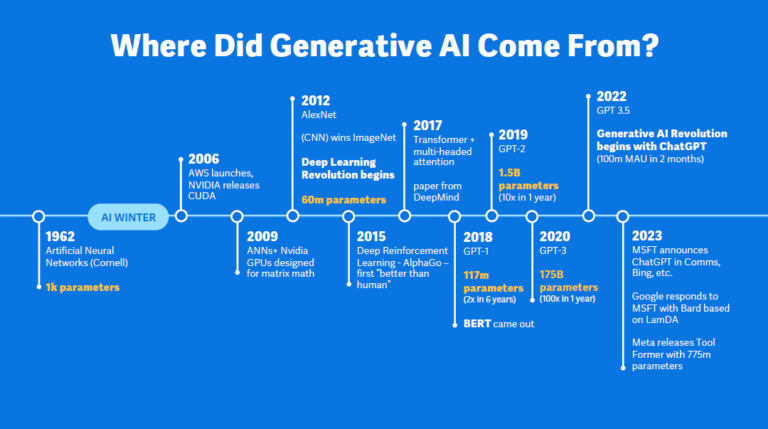 Where Did Generative AI Come From?
AI WINTER
1962
Artificial Neural
Networks (Cornell)
1k parameters
2006
AWS launches,
NVIDIA releases
CUDA
2009
ANNs+ Nvidia
GPUs designed
for matrix math
2012
AlexNet
(CNN) wins ImageNet
Deep Learning
Revolution begins
60m parameters
2015
Deep Reinforcement
Learning - AlphaGo –
first "better than
human"
2017
Transformer +
multi-headed
attention
paper from
DeepMind
2018
GPT-1
117m
parameters
(2x in 6 years)
BERT came out
2019
GPT-2
1.5B
parameters
(10x in 1 year)
2020
GPT-3
175B
parameters
(100x in 1 year)
2022
GPT 3.5
Generative AI Revolution
begins with ChatGPT
(100m MAU in 2 months)
2023
MSFT announces
ChatGPT in Comms,
Bing, etc.
Google responds to
MSFT with Bard based
on LamDA
Meta releases Tool
Former with 775m
parameters